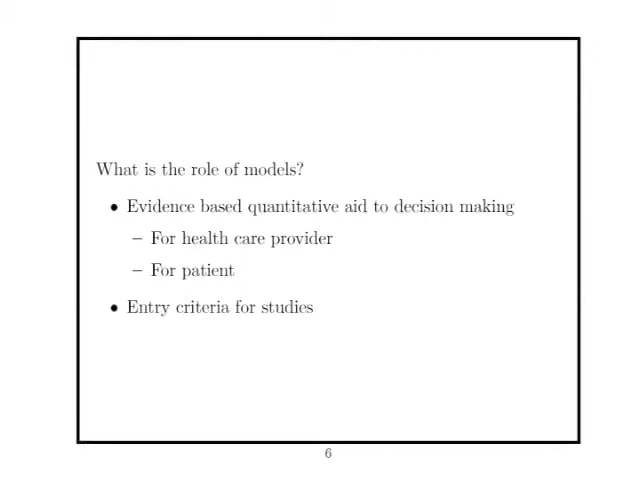 What is the role of models?
• Evidence based quantitative aid to decision making
– For health care provider
– For patient
• Entry criteria for studies
6